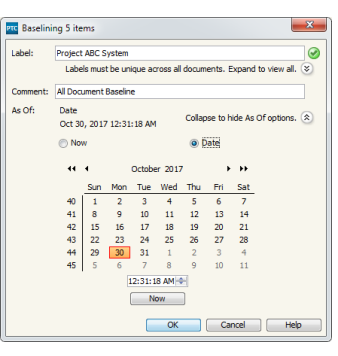 PTC Baselining 5 items
Label: Project ABC System
Labels must be unique across all documents. Expand to view all.
Comment: All Document Baseline
As Of: Date
Oct 30, 2017 12:31:18 AM Collapse to hide As Of options.
Now Date
October 2017
Sun Mon Tue Wed Thu Fri Sat
40 1 2 3 4 5 6 7
41 8 9 10 11 12 13 14
42 15 16 17 18 19 20 21
43 22 23 24 25 26 27 28
44 29 30 31 1 2 3 4
45 5 6 7 8 9 10 11
12:31:18 AM
Now
OK Cancel Help